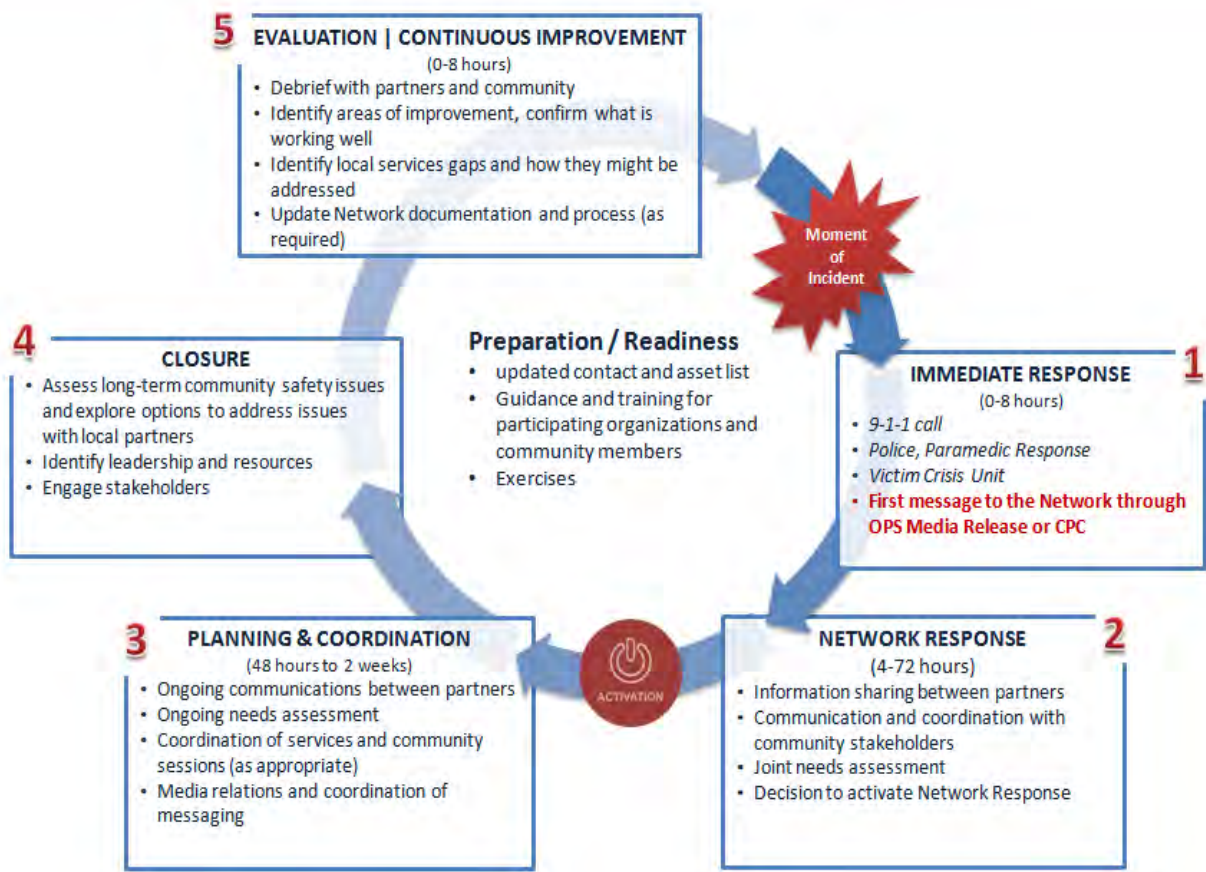 5
EVALUATION | CONTINUOUS IMPROVEMENT
(0-8 hours)
• Debrief with partners and community
• Identify areas of improvement, confirm what is
working well
• Identify local services gaps and how they might be
addressed
• Update Network documentation and process (as
required)
Moment
of
Incident
4
CLOSURE
• Assess long-term community safety issues
and explore options to address issues
with local partners
• Identify leadership and resources
• Engage stakeholders
Preparation / Readiness
• updated contact and asset list
• Guidance and training for
participating organizations and
community members
• Exercises
1
IMMEDIATE RESPONSE
(0-8 hours)
• 9-1-1 call
• Police, Paramedic Response
• Victim Crisis Unit
• First message to the Network through
OPS Media Release or CPC
3
PLANNING & COORDINATION
(48 hours to 2 weeks)
• Ongoing communications between partners
• Ongoing needs assessment
• Coordination of services and community
sessions (as appropriate)
• Media relations and coordination of
messaging
ACTIVATION
2
NETWORK RESPONSE
(4-72 hours)
• Information sharing between partners
• Communication and coordination with
community stakeholders
• Joint needs assessment
• Decision to activate Network Response